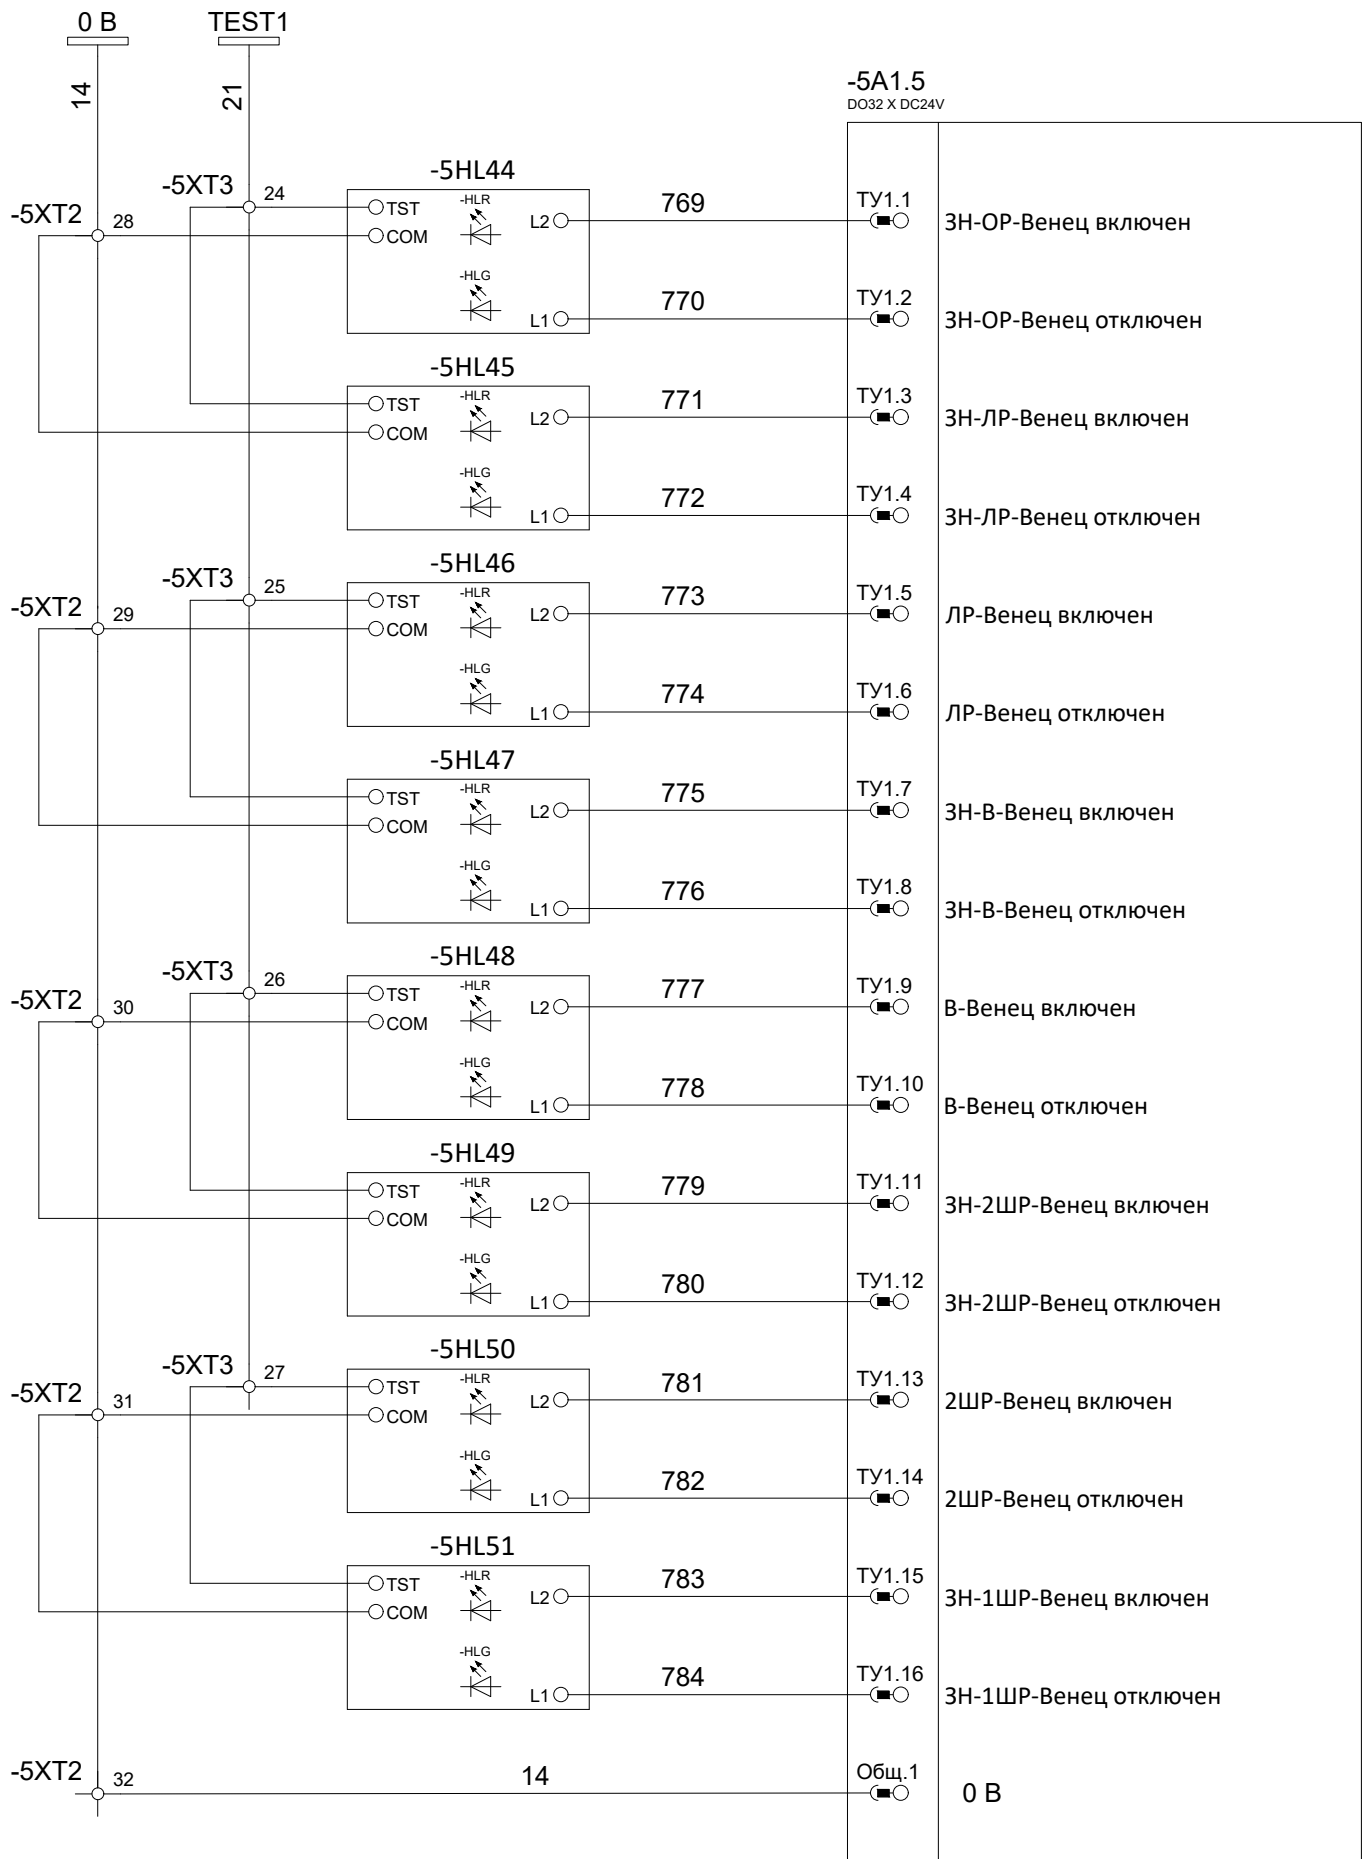 0 В
TEST1
14
21
-5A1.5
DO32 X DC24V
-5HL44
-5XT3
24
-5XT2
28
TST
COM
-HLR
L2
769
ТУ1.1
ЗН-ОР-Венец включен
-HLG
L1
770
ТУ1.2
ЗН-ОР-Венец отключен
-5HL45
TST
COM
-HLR
L2
771
ТУ1.3
ЗН-ЛР-Венец включен
-HLG
L1
772
ТУ1.4
ЗН-ЛР-Венец отключен
-5HL46
-5XT3
25
-5XT2
29
TST
COM
-HLR
L2
773
ТУ1.5
ЛР-Венец включен
-HLG
L1
774
ТУ1.6
ЛР-Венец отключен
-5HL47
TST
COM
-HLR
L2
775
ТУ1.7
ЗН-В-Венец включен
-HLG
L1
776
ТУ1.8
ЗН-В-Венец отключен
-5HL48
-5XT3
26
-5XT2
30
TST
COM
-HLR
L2
777
ТУ1.9
В-Венец включен
-HLG
L1
778
ТУ1.10
В-Венец отключен
-5HL49
TST
COM
-HLR
L2
779
ТУ1.11
ЗН-2ШР-Венец включен
-HLG
L1
780
ТУ1.12
ЗН-2ШР-Венец отключен
-5HL50
-5XT3
27
-5XT2
31
TST
COM
-HLR
L2
781
ТУ1.13
2ШР-Венец включен
-HLG
L1
782
ТУ1.14
2ШР-Венец отключен
-5HL51
TST
COM
-HLR
L2
783
ТУ1.15
ЗН-1ШР-Венец включен
-HLG
L1
784
ТУ1.16
ЗН-1ШР-Венец отключен
-5XT2
32
14
Общ.1
0 В